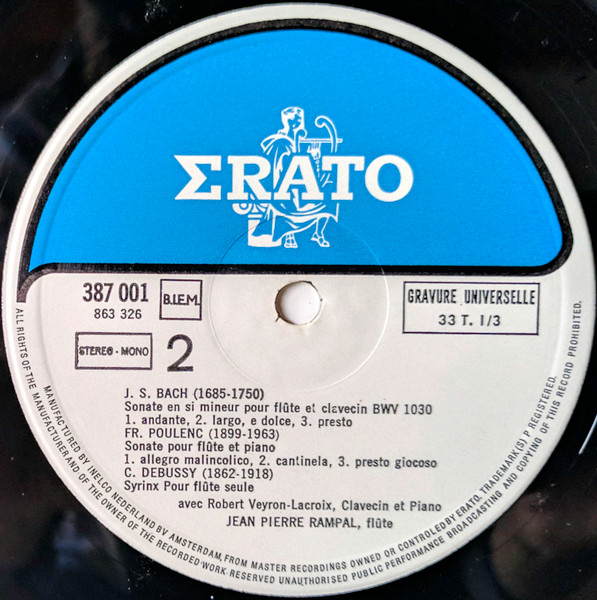 ΣRATO
387 001
863 326
B.I.E.M.
GRAVURE UNIVERSELLE
33 T. 1/3
STEREO - MONO
2
J. S. BACH (1685-1750)
Sonate en si mineur pour flûte et clavecin BWV 1030
1. andante, 2. largo, e dolce, 3. presto
FR. POULENC (1899-1963)
Sonate pour flûte et piano
1. allegro malincolico, 2. cantinela, 3. presto giocoso
C. DEBUSSY (1862-1918)
Syrinx Pour flûte seule
avec Robert Veyron-Lacroix, Clavecin et Piano
JEAN PIERRE RAMPAL, flûte
MANUFACTURED BY INELCO NEDERLAND BV AMSTERDAM, FROM MASTER RECORDINGS OWNED OR CONTROLED BY ERATO, TRADEMARK(S) P REGISTERED.
ALL RIGHTS OF THE MANUFACTURER AND OF THE OWNER OF THE RECORDED WORK RESERVED UNAUTHORISED PUBLIC PERFORMANCE BROADCASTING AND COPYING OF THIS RECORD PROHIBITED.